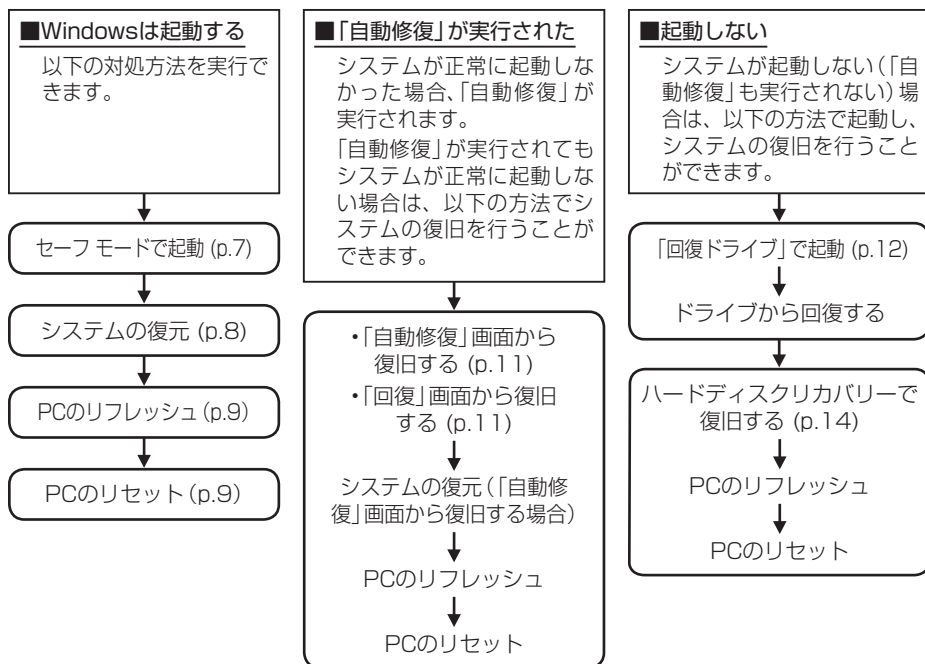 ■Windowsは起動する
以下の対処方法を実行で
きます。
セーフ モードで起動 (p.7)
システムの復元 (p.8)
PCのリフレッシュ (p.9)
PCのリセット (p.9)
■「自動修復」が実行された
システムが正常に起動しな
かった場合、「自動修復」が
実行されます。
「自動修復」が実行されても
システムが正常に起動しな
い場合は、以下の方法でシ
ステムの復旧を行うことが
できます。
・「自動修復」画面から
復旧する (p.11)
・「回復」画面から復旧
する (p.11)
システムの復元（「自動修
復」画面から復旧する場合）
PCのリフレッシュ
PCのリセット
■起動しない
システムが起動しない（「自
動修復」も実行されない）場
合は、以下の方法で起動し、
システムの復旧を行うこと
ができます。
「回復ドライブ」で起動 (p.12)
ドライブから回復する
ハードディスクリカバリーで
復旧する (p.14)
PCのリフレッシュ
PCのリセット